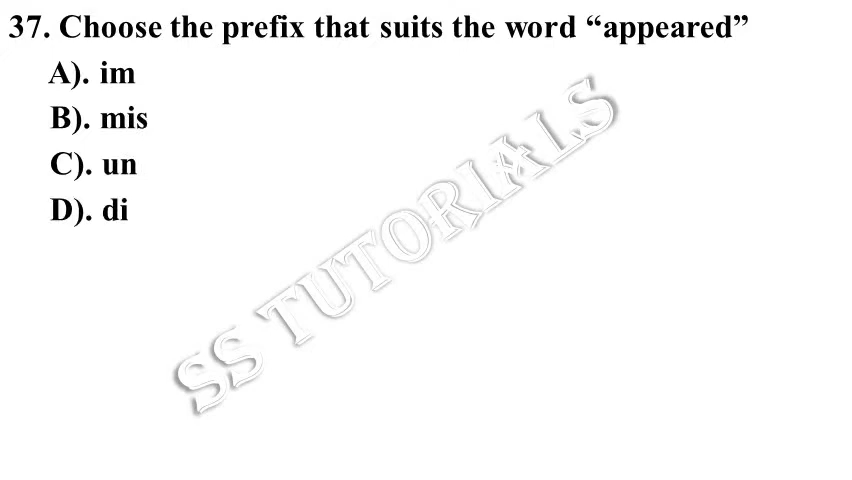 37. Choose the prefix that suits the word “appeared”
A). im
B). mis
C). un
D). di
SS TUTORIALS